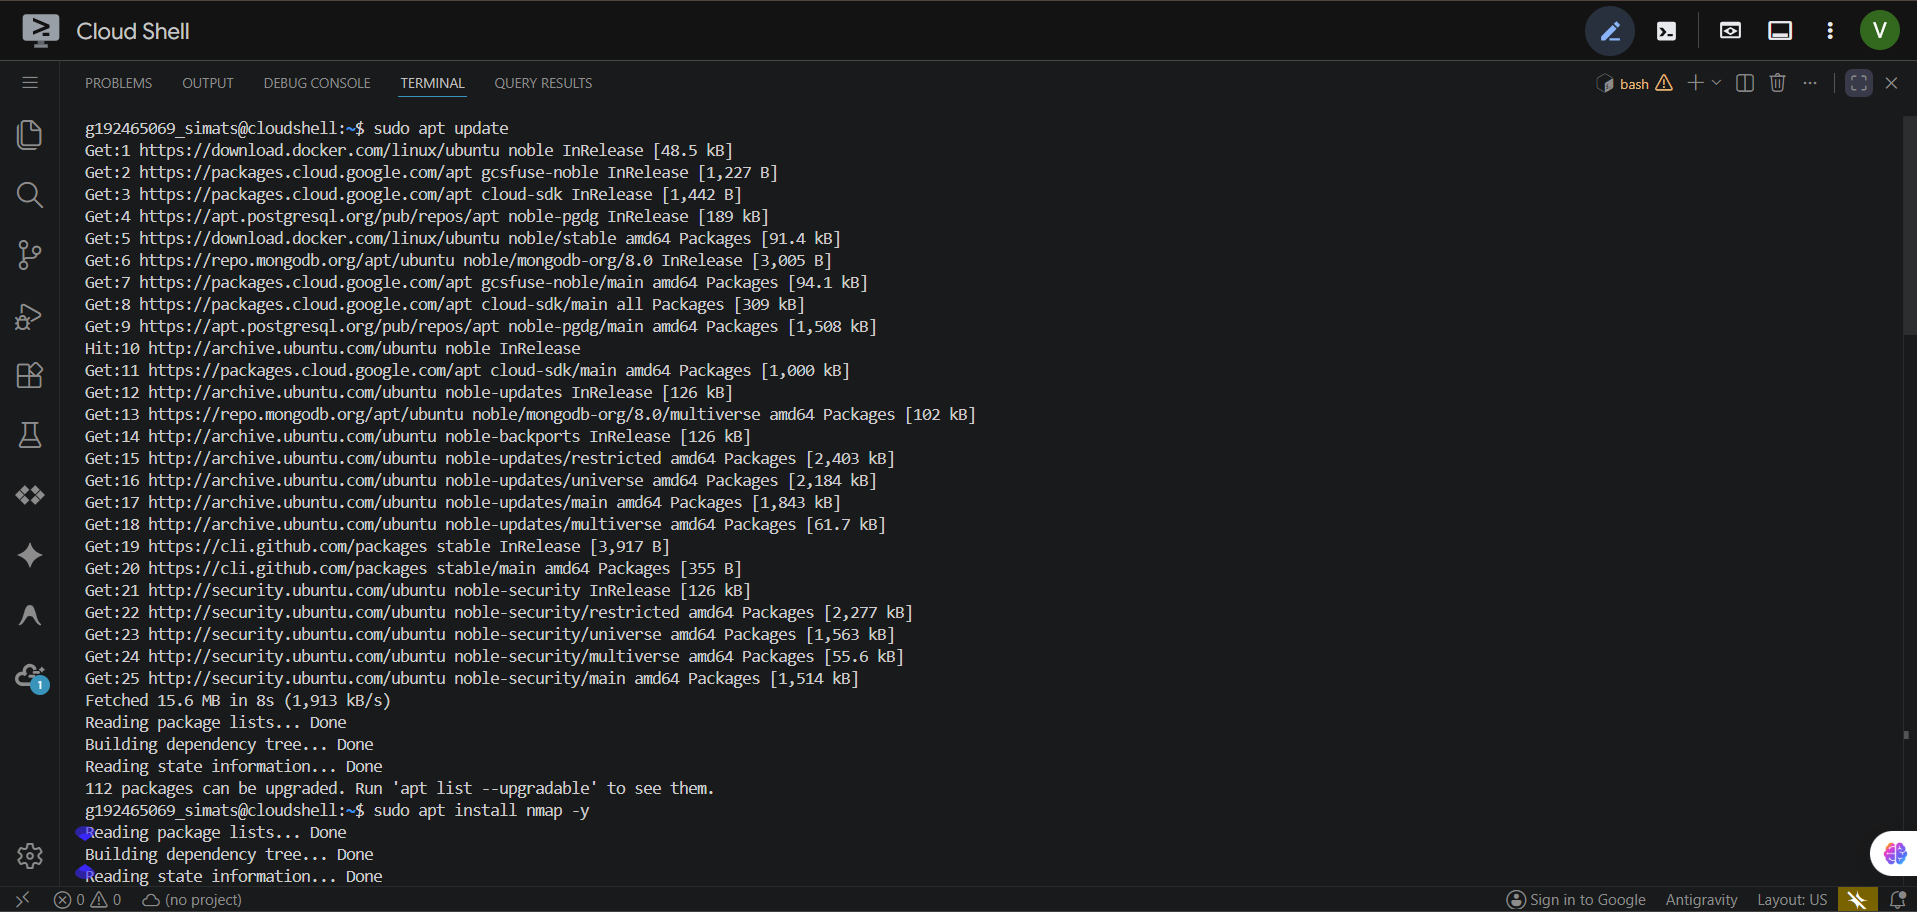 Cloud Shell
V
PROBLEMS OUTPUT DEBUG CONSOLE TERMINAL QUERY RESULTS
bash
g192465069_simats@cloudshell:~$ sudo apt update
Get:1 https://download.docker.com/linux/ubuntu noble InRelease [48.5 kB]
Get:2 https://packages.cloud.google.com/apt gcsfuse-noble InRelease [1,227 B]
Get:3 https://packages.cloud.google.com/apt cloud-sdk InRelease [1,442 B]
Get:4 https://apt.postgresql.org/pub/repos/apt noble-pgdg InRelease [189 kB]
Get:5 https://download.docker.com/linux/ubuntu noble/stable amd64 Packages [91.4 kB]
Get:6 https://repo.mongodb.org/apt/ubuntu noble/mongodb-org/8.0 InRelease [3,005 B]
Get:7 https://packages.cloud.google.com/apt gcsfuse-noble/main amd64 Packages [94.1 kB]
Get:8 https://packages.cloud.google.com/apt cloud-sdk/main all Packages [309 kB]
Get:9 https://apt.postgresql.org/pub/repos/apt noble-pgdg/main amd64 Packages [1,508 kB]
Hit:10 http://archive.ubuntu.com/ubuntu noble InRelease
Get:11 https://packages.cloud.google.com/apt cloud-sdk/main amd64 Packages [1,000 kB]
Get:12 http://archive.ubuntu.com/ubuntu noble-updates InRelease [126 kB]
Get:13 https://repo.mongodb.org/apt/ubuntu noble/mongodb-org/8.0/multiverse amd64 Packages [102 kB]
Get:14 http://archive.ubuntu.com/ubuntu noble-backports InRelease [126 kB]
Get:15 http://archive.ubuntu.com/ubuntu noble-updates/restricted amd64 Packages [2,403 kB]
Get:16 http://archive.ubuntu.com/ubuntu noble-updates/universe amd64 Packages [2,184 kB]
Get:17 http://archive.ubuntu.com/ubuntu noble-updates/main amd64 Packages [1,843 kB]
Get:18 http://archive.ubuntu.com/ubuntu noble-updates/multiverse amd64 Packages [61.7 kB]
Get:19 https://cli.github.com/packages stable InRelease [3,917 B]
Get:20 https://cli.github.com/packages stable/main amd64 Packages [355 B]
Get:21 http://security.ubuntu.com/ubuntu noble-security InRelease [126 kB]
Get:22 http://security.ubuntu.com/ubuntu noble-security/restricted amd64 Packages [2,277 kB]
Get:23 http://security.ubuntu.com/ubuntu noble-security/universe amd64 Packages [1,563 kB]
Get:24 http://security.ubuntu.com/ubuntu noble-security/multiverse amd64 Packages [55.6 kB]
Get:25 http://security.ubuntu.com/ubuntu noble-security/main amd64 Packages [1,514 kB]
Fetched 15.6 MB in 8s (1,913 kB/s)
Reading package lists... Done
Building dependency tree... Done
Reading state information... Done
112 packages can be upgraded. Run 'apt list --upgradable' to see them.
g192465069_simats@cloudshell:~$ sudo apt install nmap -y
Reading package lists... Done
Building dependency tree... Done
Reading state information... Done
1
0 0 (no project) Sign in to Google Antigravity Layout: US